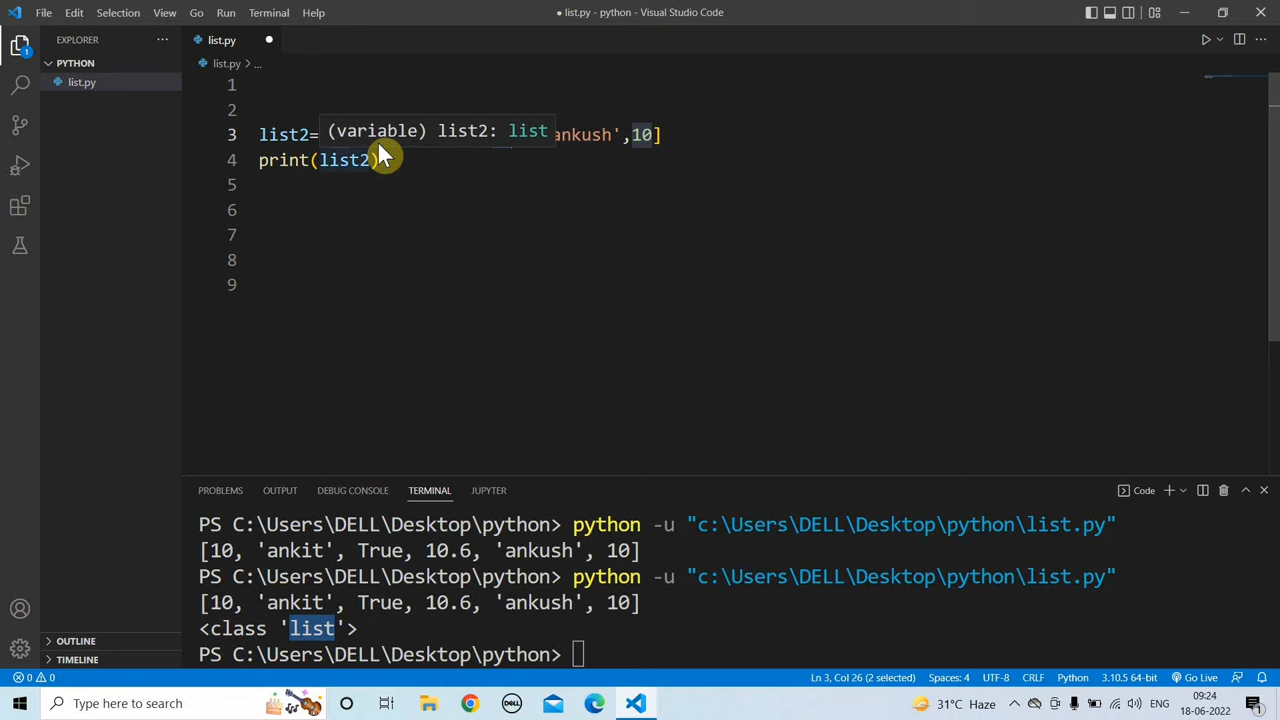 File Edit Selection View Go Run Terminal Help
● list.py - python - Visual Studio Code
EXPLORER
PYTHON
list.py
OUTLINE
TIMELINE
list.py
list.py > ...
1
2
3 list2= ankush',10]
(variable) list2: list
4 print(list2)
5
6
7
8
9
PROBLEMS OUTPUT DEBUG CONSOLE TERMINAL JUPYTER
Code
PS C:\Users\DELL\Desktop\python> python -u "c:\Users\DELL\Desktop\python\list.py"
[10, 'ankit', True, 10.6, 'ankush', 10]
PS C:\Users\DELL\Desktop\python> python -u "c:\Users\DELL\Desktop\python\list.py"
[10, 'ankit', True, 10.6, 'ankush', 10]
<class 'list'>
PS C:\Users\DELL\Desktop\python>
0 0 Ln 3, Col 26 (2 selected) Spaces: 4 UTF-8 CRLF Python 3.10.5 64-bit Go Live
Type here to search
DELL
31°C Haze
ENG
09:24
18-06-2022
1
1